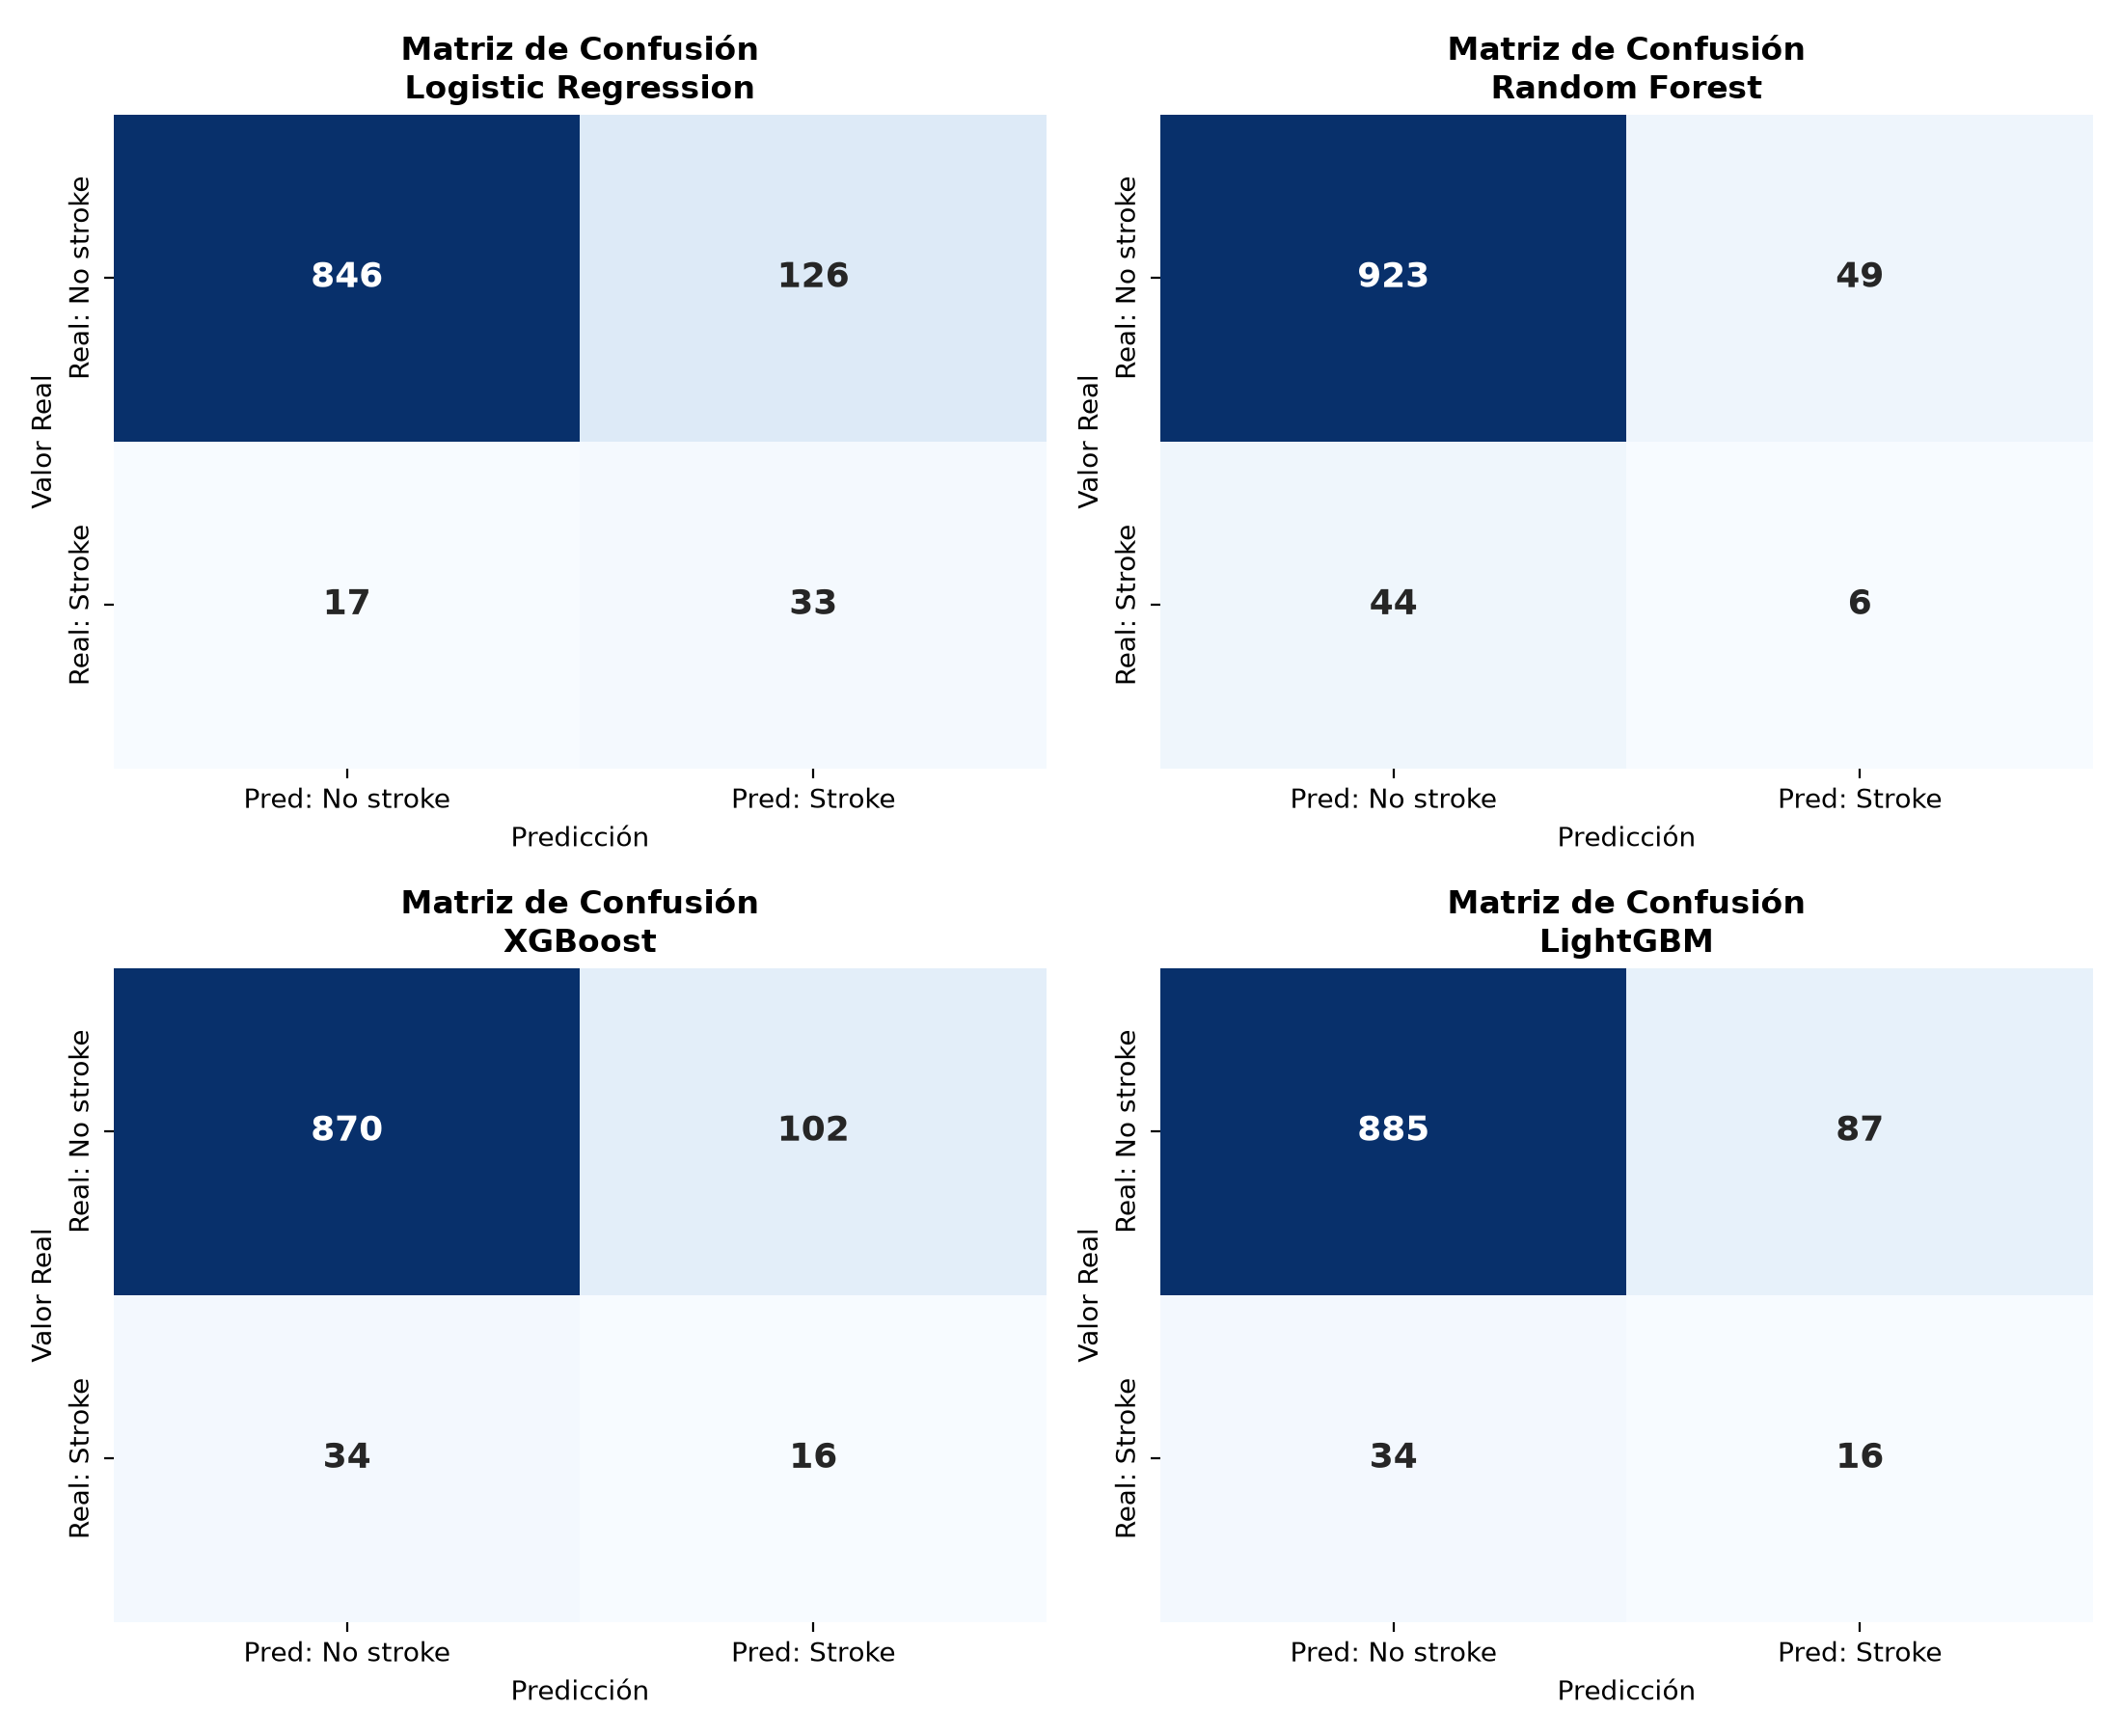 Matriz de Confusión
Logistic Regression
Valor Real
Real: No stroke
846
126
Real: Stroke
17
33
Pred: No stroke
Pred: Stroke
Predicción
Matriz de Confusión
Random Forest
Valor Real
Real: No stroke
923
49
Real: Stroke
44
6
Pred: No stroke
Pred: Stroke
Predicción
Matriz de Confusión
XGBoost
Valor Real
Real: No stroke
870
102
Real: Stroke
34
16
Pred: No stroke
Pred: Stroke
Predicción
Matriz de Confusión
LightGBM
Valor Real
Real: No stroke
885
87
Real: Stroke
34
16
Pred: No stroke
Pred: Stroke
Predicción